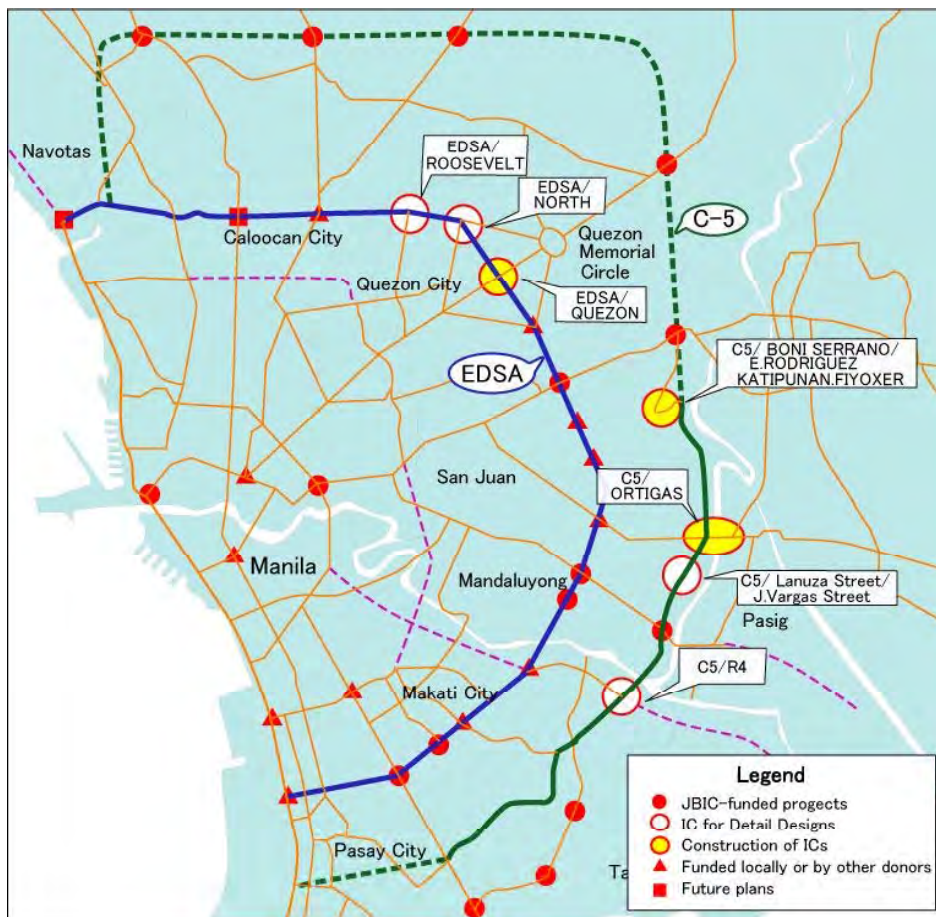 Navotas
EDSA/
ROOSEVELT
EDSA/
NORTH
C-5
Caloocan City
Quezon
Memorial
Circle
Quezon City
EDSA/
QUEZON
EDSA
C5/ BONI SERRANO/
E.RODRIGUEZ
KATIPUNAN.FIYOXER
San Juan
C5/
ORTIGAS
Manila
Mandaluyong
C5/ Lanuza Street/
J.Vargas Street
Pasig
C5/R4
Makati City
Pasay City
Ta
Legend
JBIC-funded progects
IC for Detail Designs
Construction of ICs
Funded locally or by other donors
Future plans